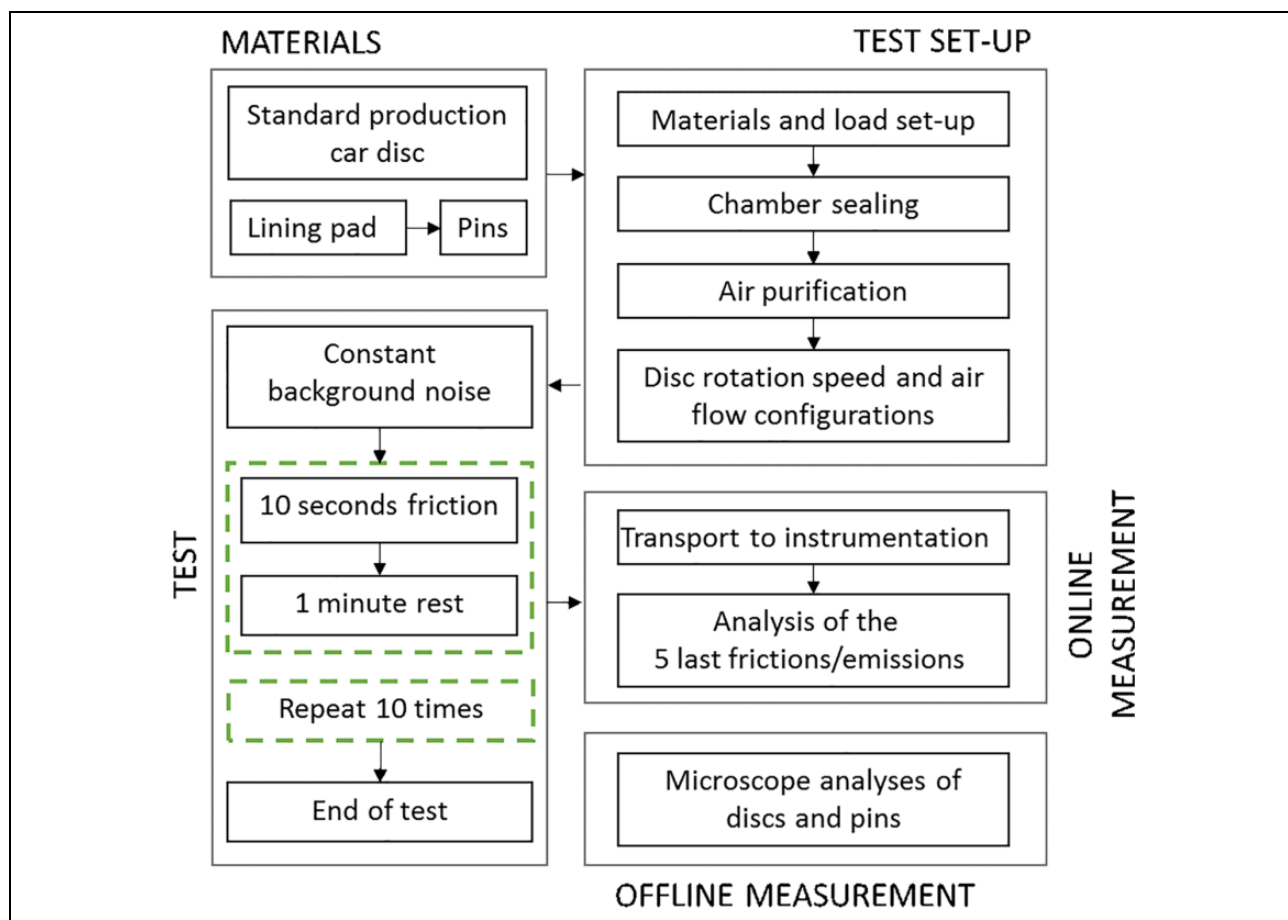 MATERIALS
Standard production
car disc
Lining pad
Pins
TEST SET-UP
Materials and load set-up
Chamber sealing
Air purification
Disc rotation speed and air
flow configurations
TEST
Constant
background noise
10 seconds friction
1 minute rest
Repeat 10 times
End of test
ONLINE
MEASUREMENT
Transport to instrumentation
Analysis of the
5 last frictions/emissions
Microscope analyses of
discs and pins
OFFLINE MEASUREMENT